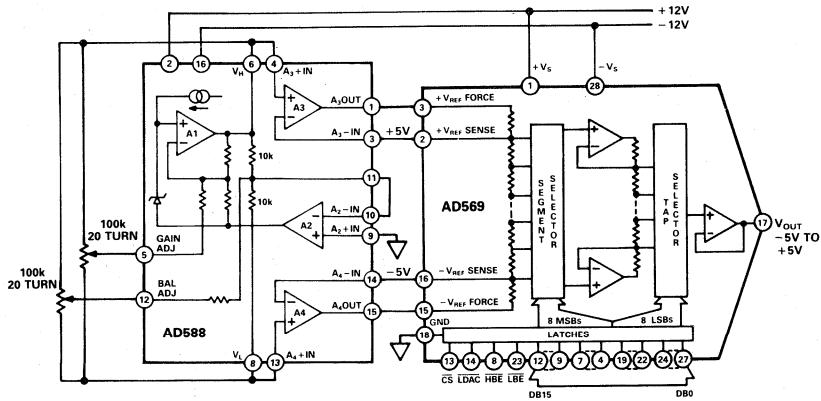 +12V
−12V
2
16
6
4
VH
A3+IN
+VS
−VS
1
28
A3OUT
1
+VREF FORCE
3
A1
A3
A3−IN
3
+5V
2
+VREF SENSE
10k
11
10k
A2−IN
10
A2
A2+IN
9
AD569
SEGMENT
SELECTOR
SELECTOR
TAP
17
VOUT
−5V TO
+5V
100k
20 TURN
GAIN
ADJ
5
100k
20 TURN
BAL
ADJ
12
A4−IN
14
−5V
16
−VREF SENSE
A4
A4OUT
15
15
−VREF FORCE
AD588
GND
18
8 MSBs
8 LSBs
LATCHES
VL
8
13
A4+IN
13
14
8
23
12
9
7
4
19
22
24
27
CS
LDAC
HBE
LBE
DB15
DB0